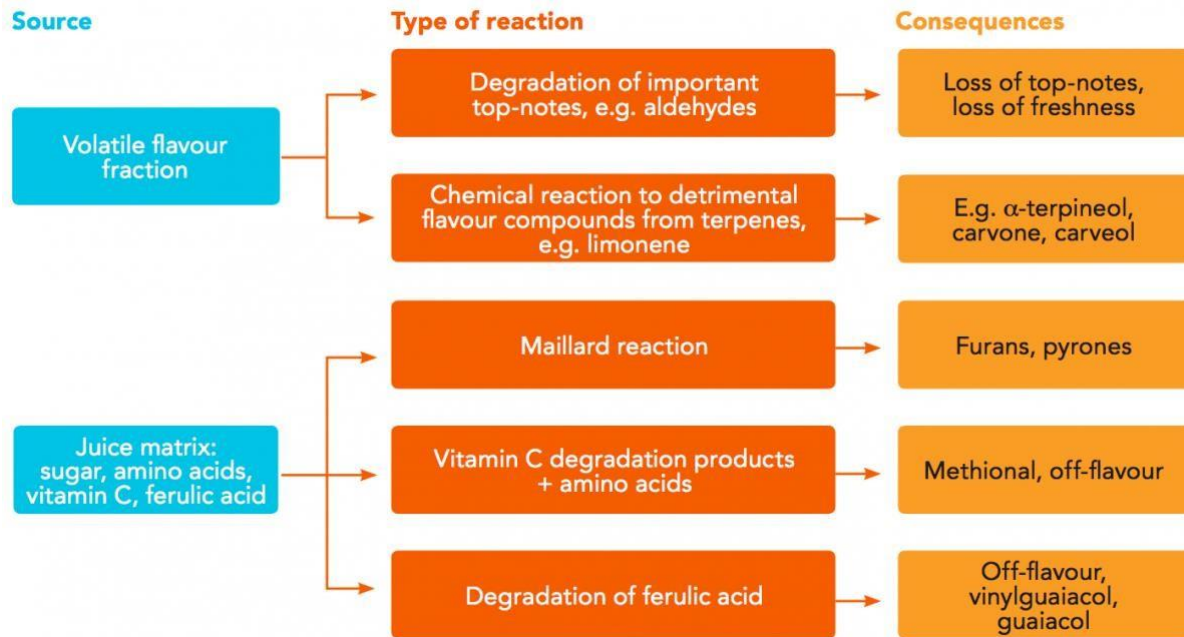 Source
Type of reaction
Consequences
Volatile flavour
fraction
Degradation of important
top-notes, e.g. aldehydes
Loss of top-notes,
loss of freshness
Chemical reaction to detrimental
flavour compounds from terpenes,
e.g. limonene
E.g. α-terpineol,
carvone, carveol
Juice matrix:
sugar, amino acids,
vitamin C, ferulic acid
Maillard reaction
Furans, pyrones
Vitamin C degradation products
+ amino acids
Methional, off-flavour
Degradation of ferulic acid
Off-flavour,
vinylguaiacol,
guaiacol